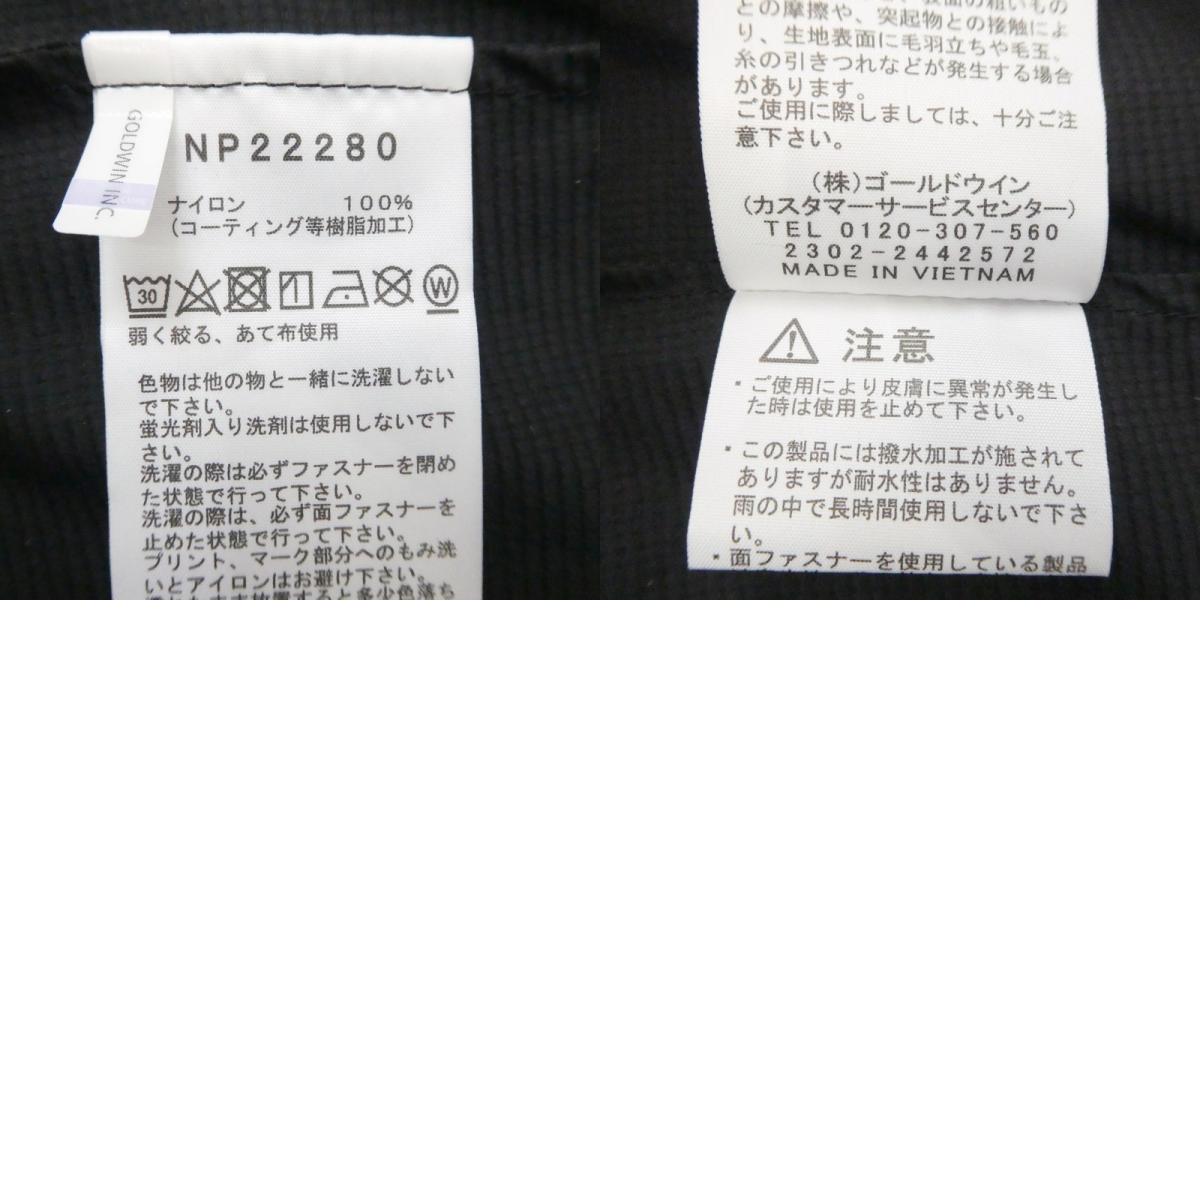 GOLDWIN INC.
NP22280
ナイロン 100%
(コーティング等樹脂加工)
30
W
弱く絞る、あて布使用
色物は他の物と一緒に洗濯しない
で下さい。
蛍光剤入り洗剤は使用しないで下
さい。
洗濯の際は必ずファスナーを閉め
た状態で行って下さい。
洗濯の際は、必ず面ファスナーを
止めた状態で行って下さい。
プリント、マーク部分へのもみ洗
いとアイロンはお避け下さい。
表面の粗いもの
との摩擦や、突起物との接触によ
り、生地表面に毛羽立ちや毛玉、
糸の引きつれなどが発生する場合
があります。
ご使用に際しましては、十分ご注
意下さい。
(株)ゴールドウイン
(カスタマーサービスセンター)
TEL 0120-307-560
2302-2442572
MADE IN VIETNAM
注意
・ご使用により皮膚に異常が発生し
た時は使用を止めて下さい。
・この製品には撥水加工が施されて
ありますが耐水性はありません。
雨の中で長時間使用しないで下さ
い。
・面ファスナーを使用している製品